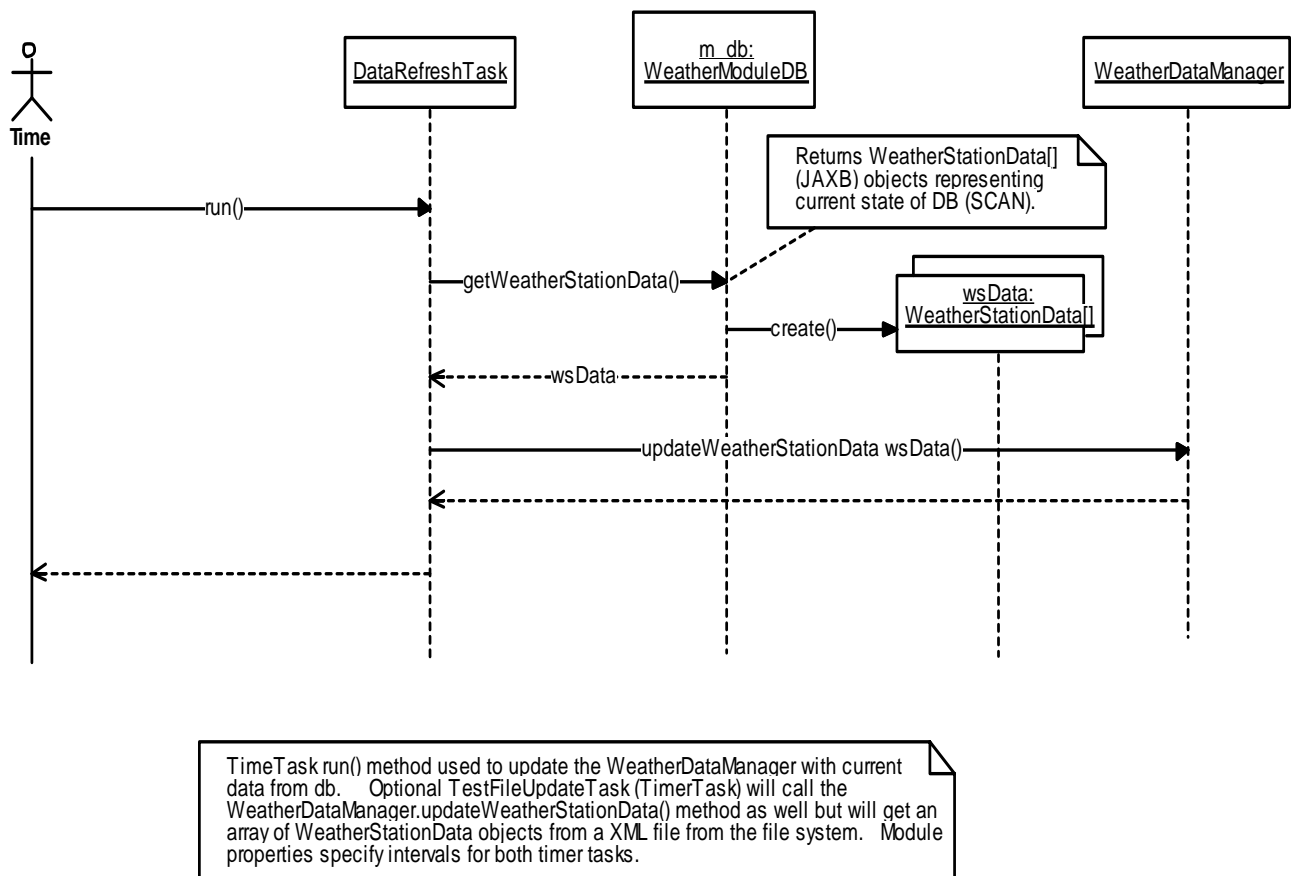 Time
DataRefreshTask
m_db:
WeatherModuleDB
WeatherDataManager
Returns WeatherStationData[]
(JAXB) objects representing
current state of DB (SCAN).
run()
getWeatherStationData()
wsData:
WeatherStationData[]
create()
wsData
updateWeatherStationData wsData()
TimeTask run() method used to update the WeatherDataManager with current
data from db. Optional TestFileUpdateTask (TimerTask) will call the
WeatherDataManager.updateWeatherStationData() method as well but will get an
array of WeatherStationData objects from a XML file from the file system. Module
properties specify intervals for both timer tasks.